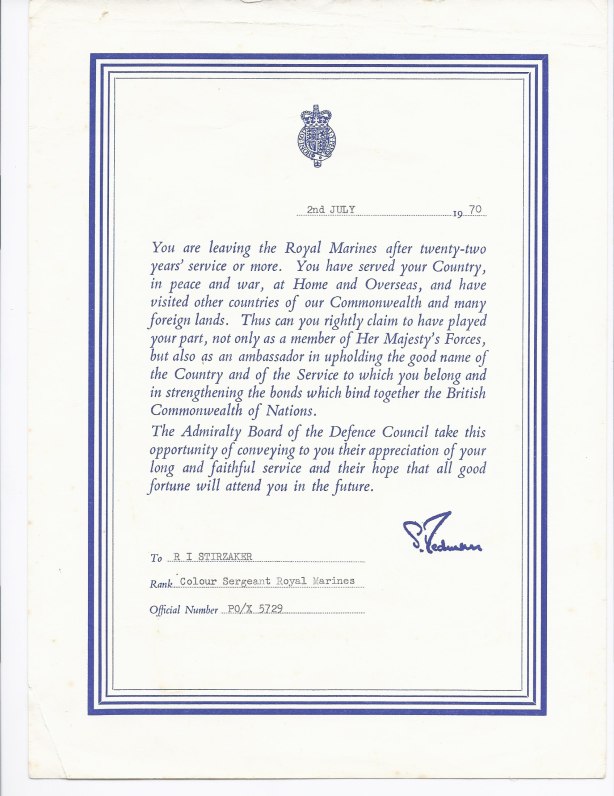 2nd JULY 19 70
You are leaving the Royal Marines after twenty-two
years' service or more. You have served your Country,
in peace and war, at Home and Overseas, and have
visited other countries of our Commonwealth and many
foreign lands. Thus can you rightly claim to have played
your part, not only as a member of Her Majesty's Forces,
but also as an ambassador in upholding the good name of
the Country and of the Service to which you belong and
in strengthening the bonds which bind together the British
Commonwealth of Nations.
The Admiralty Board of the Defence Council take this
opportunity of conveying to you their appreciation of your
long and faithful service and their hope that all good
fortune will attend you in the future.
To R I STIRZAKER
Rank Colour Sergeant Royal Marines
Official Number PO/X 5729